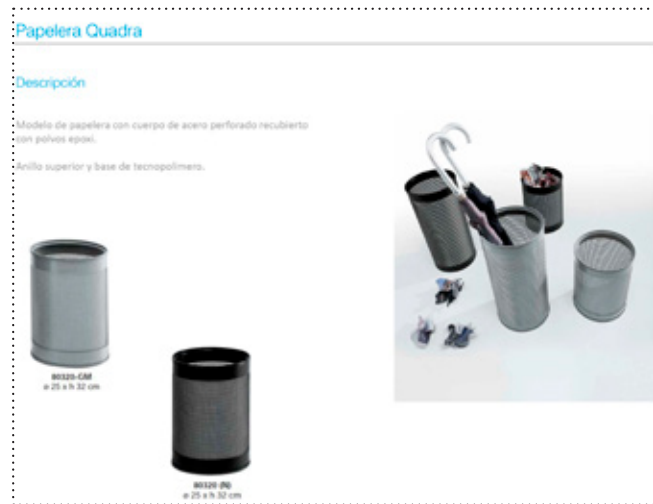 Papelera Quadra
Descripción
Modelo de papelera con cuerpo de acero perforado recubierto
con polvos epoxi.
Anillo superior y base de tecnopolimero.
80320-GM
ø 25 x h 32 cm
80320 (N)
ø 25 x h 32 cm